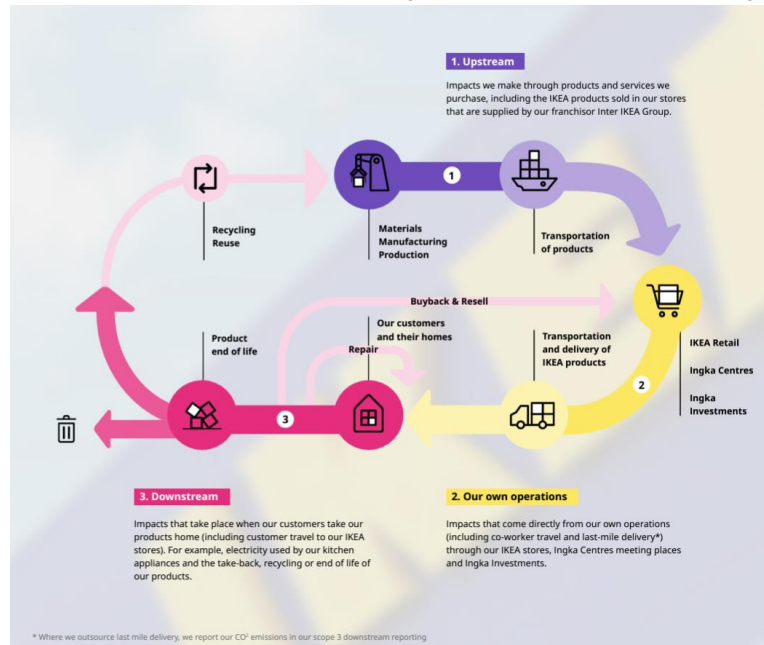 1. Upstream
Impacts we make through products and services we
purchase, including the IKEA products sold in our stores
that are supplied by our franchisor Inter IKEA Group.
1
Recycling
Reuse
Materials
Manufacturing
Production
Transportation
of products
Buyback & Resell
Product
end of life
Our customers
and their homes
Repair
Transportation
and delivery of
IKEA products
IKEA Retail
Ingka Centres
Ingka
Investments
2
3
3. Downstream
Impacts that take place when our customers take our
products home (including customer travel to our IKEA
stores). For example, electricity used by our kitchen
appliances and the take-back, recycling or end of life of
our products.
2. Our own operations
Impacts that come directly from our own operations
(including co-worker travel and last-mile delivery*)
through our IKEA stores, Ingka Centres meeting places
and Ingka Investments.
* Where we outsource last mile delivery, we report our CO² emissions in our scope 3 downstream reporting